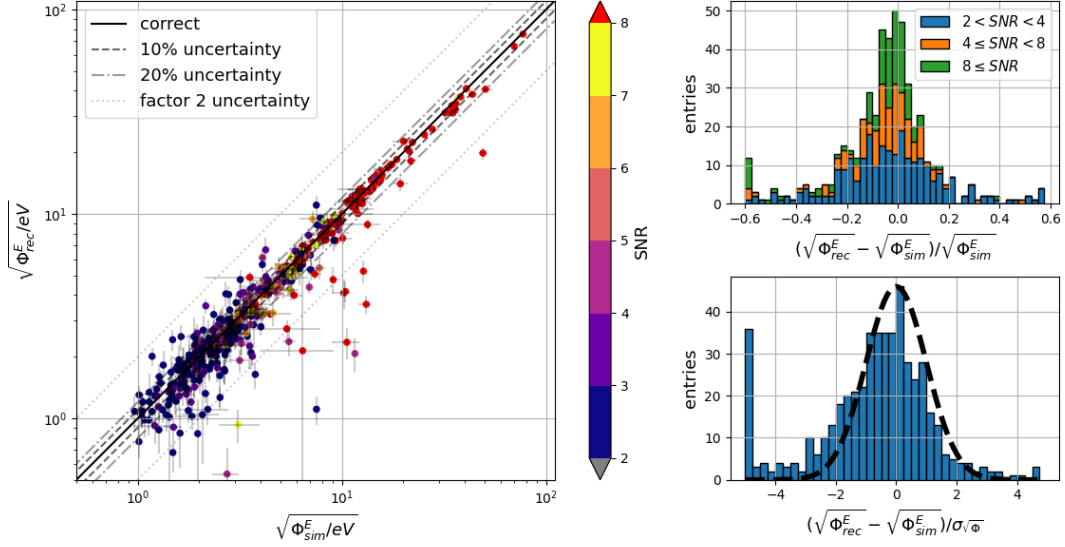 correct
10% uncertainty
20% uncertainty
factor 2 uncertainty
10²
10¹
10⁰
√Φ^E_rec/eV
10⁰ 10¹ 10²
√Φ^E_sim/eV
8
7
6
5
4
3
2
SNR
50
40
30
20
10
0
entries
2 < SNR < 4
4 ≤ SNR < 8
8 ≤ SNR
−0.6 −0.4 −0.2 0.0 0.2 0.4 0.6
(√Φ^E_rec − √Φ^E_sim)/√Φ^E_sim
40
30
20
10
0
entries
−4 −2 0 2 4
(√Φ^E_rec − √Φ^E_sim)/σ_√Φ